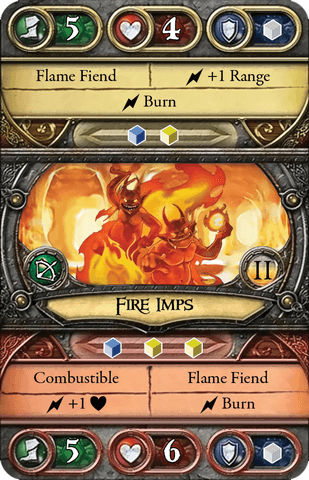 5 4
Flame Fiend +1 Range
Burn
FIRE IMPS
II
Combustible Flame Fiend
+1 Burn
5 6